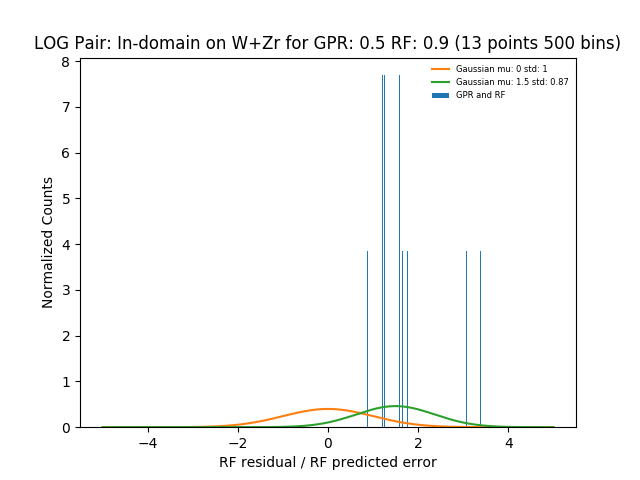 LOG Pair: In-domain on W+Zr for GPR: 0.5 RF: 0.9 (13 points 500 bins)
Gaussian mu: 0 std: 1
Gaussian mu: 1.5 std: 0.87
GPR and RF
Normalized Counts
8
7
6
5
4
3
2
1
0
−4 −2 0 2 4
RF residual / RF predicted error